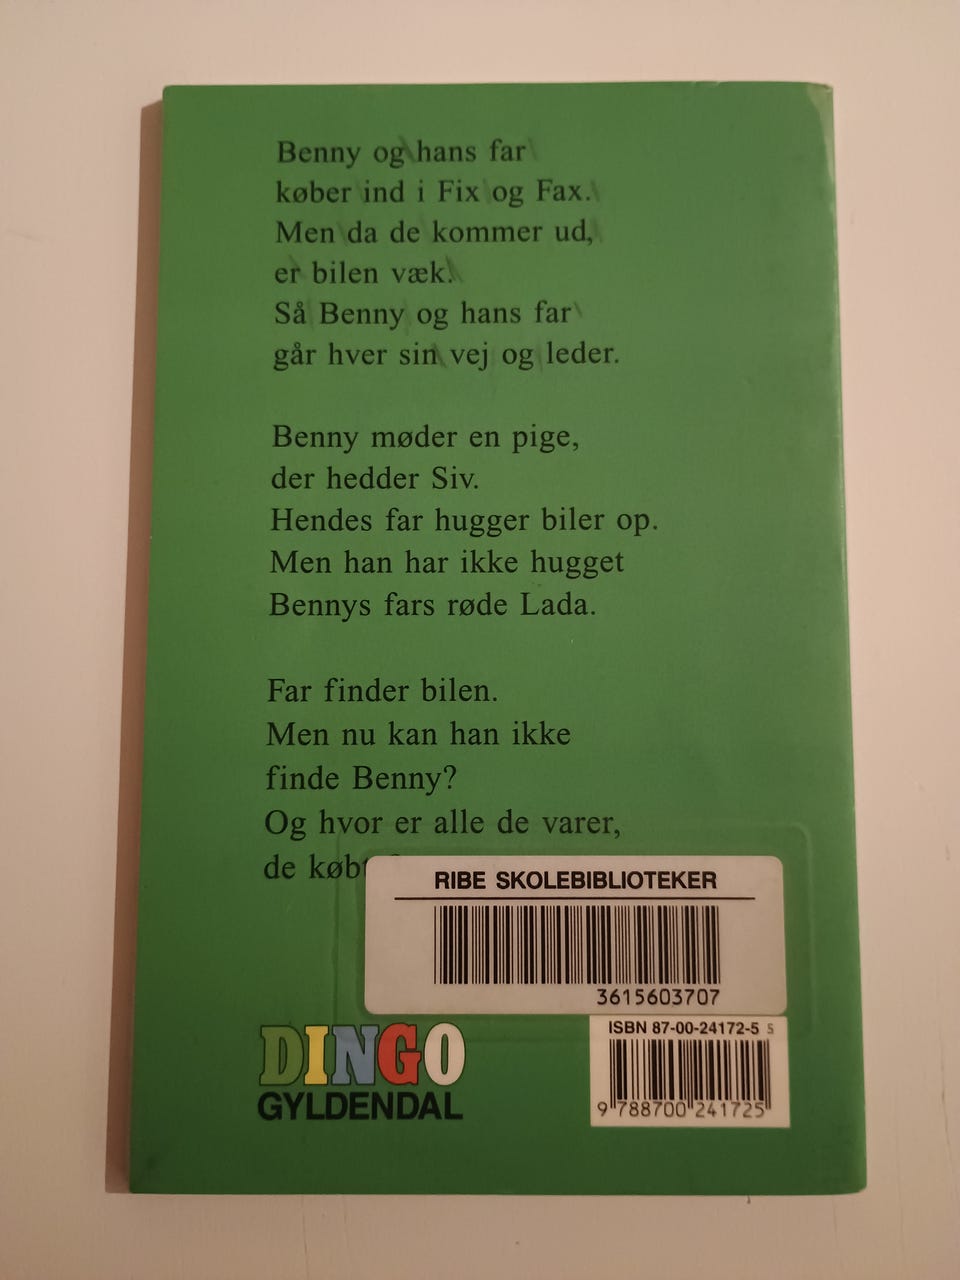 Benny og hans far
køber ind i Fix og Fax.
Men da de kommer ud,
er bilen væk.
Så Benny og hans far
går hver sin vej og leder.
Benny møder en pige,
der hedder Siv.
Hendes far hugger biler op.
Men han har ikke hugget
Bennys fars røde Lada.
Far finder bilen.
Men nu kan han ikke
finde Benny?
Og hvor er alle de varer,
de købt
RIBE SKOLEBIBLIOTEKER
3615603707
ISBN 87-00-24172-5 S
9 788700 241725
DINGO
GYLDENDAL